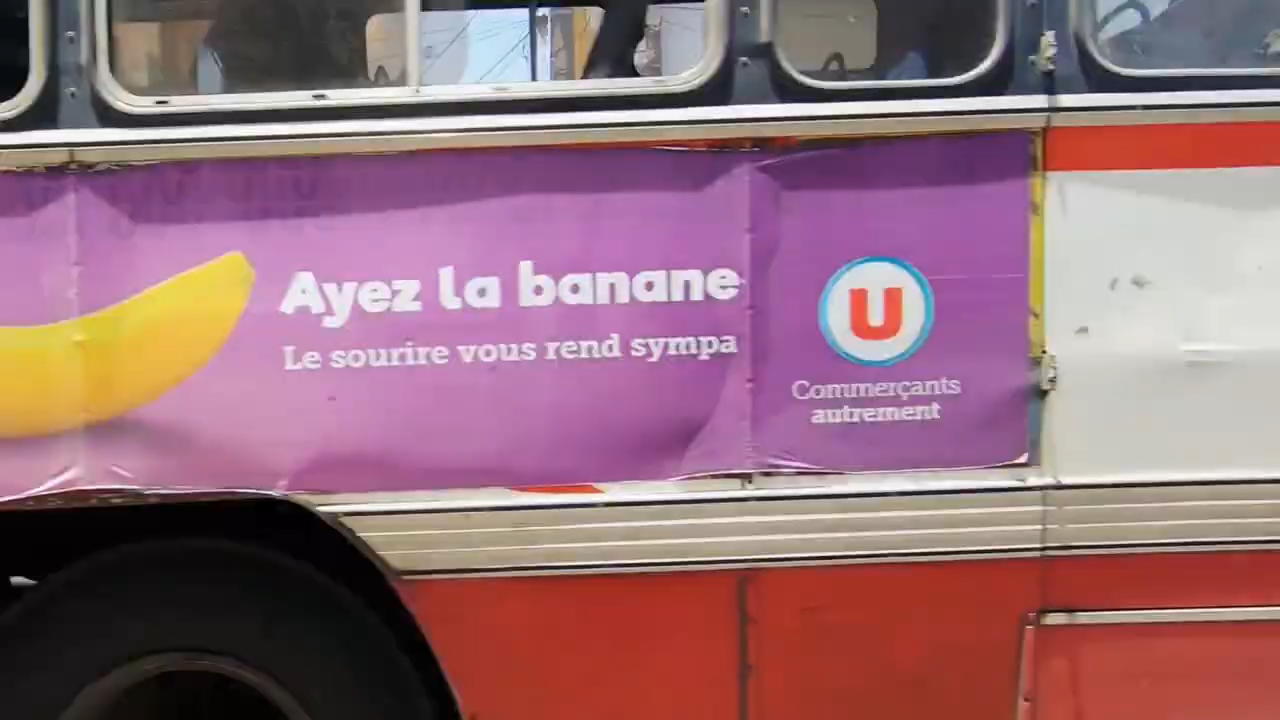 Ayez la banane
Le sourire vous rend sympa
U
Commerçants
autrement